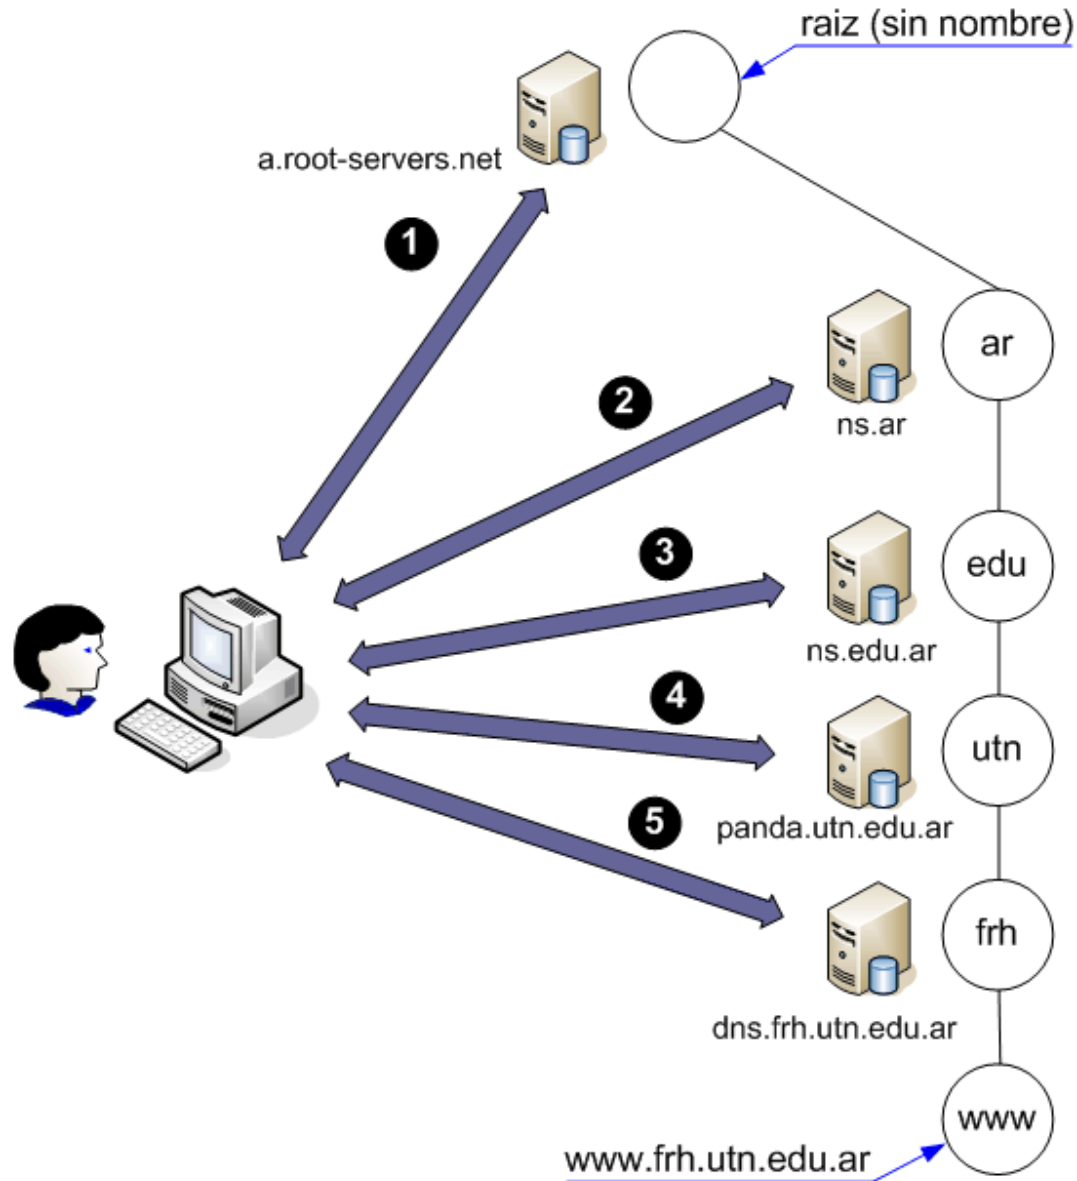 raiz (sin nombre)
a.root-servers.net
1
ar
2
ns.ar
3
edu
ns.edu.ar
4
utn
panda.utn.edu.ar
5
frh
dns.frh.utn.edu.ar
www
www.frh.utn.edu.ar